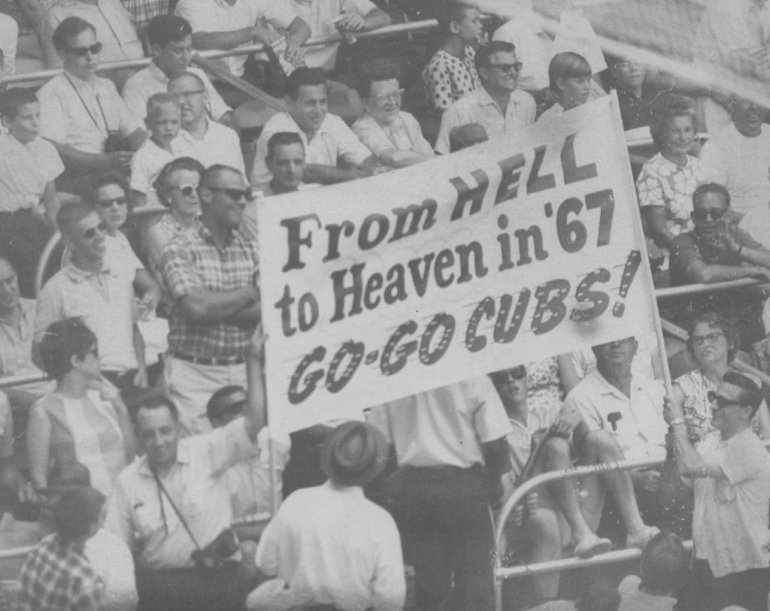 From HELL
to Heaven in '67
GO-GO CUBS!